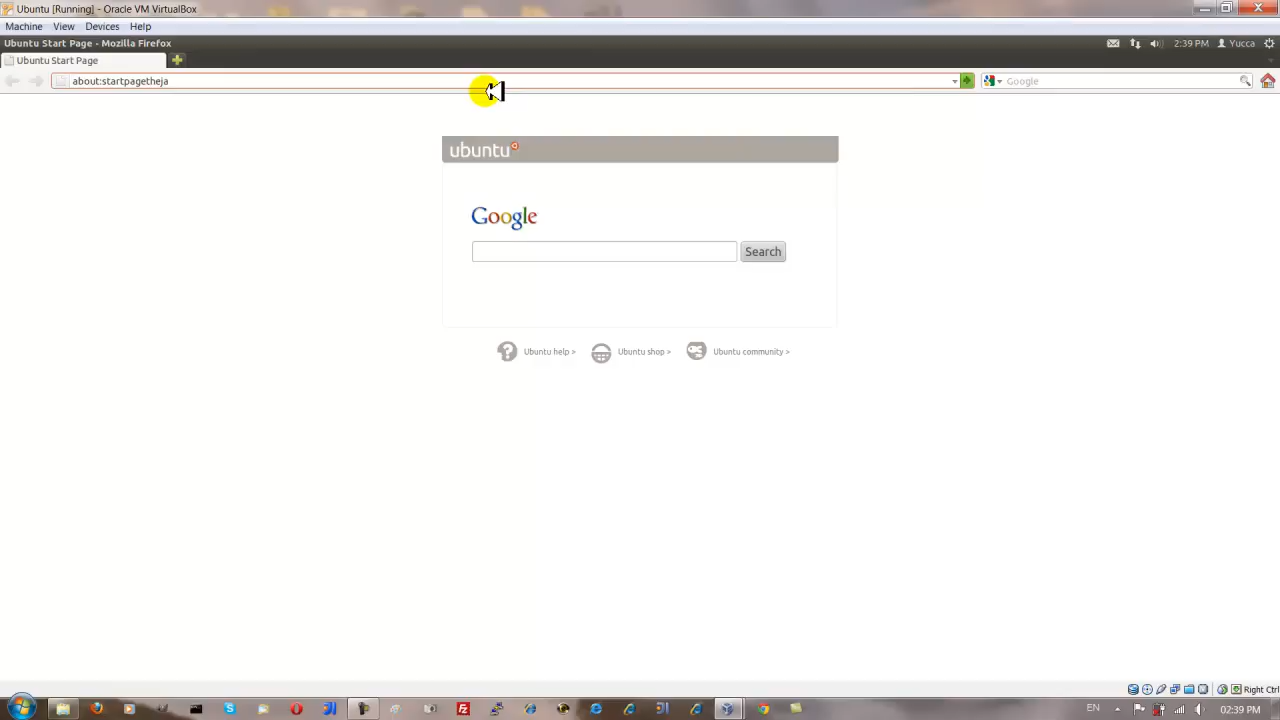 Ubuntu [Running] - Oracle VM VirtualBox
Machine View Devices Help
Ubuntu Start Page - Mozilla Firefox
2:39 PM Yucca
Ubuntu Start Page
about:startpagetheja
Google
ubuntu
Google
Search
Ubuntu help >
Ubuntu shop >
Ubuntu community >
Right Ctrl
EN
02:39 PM